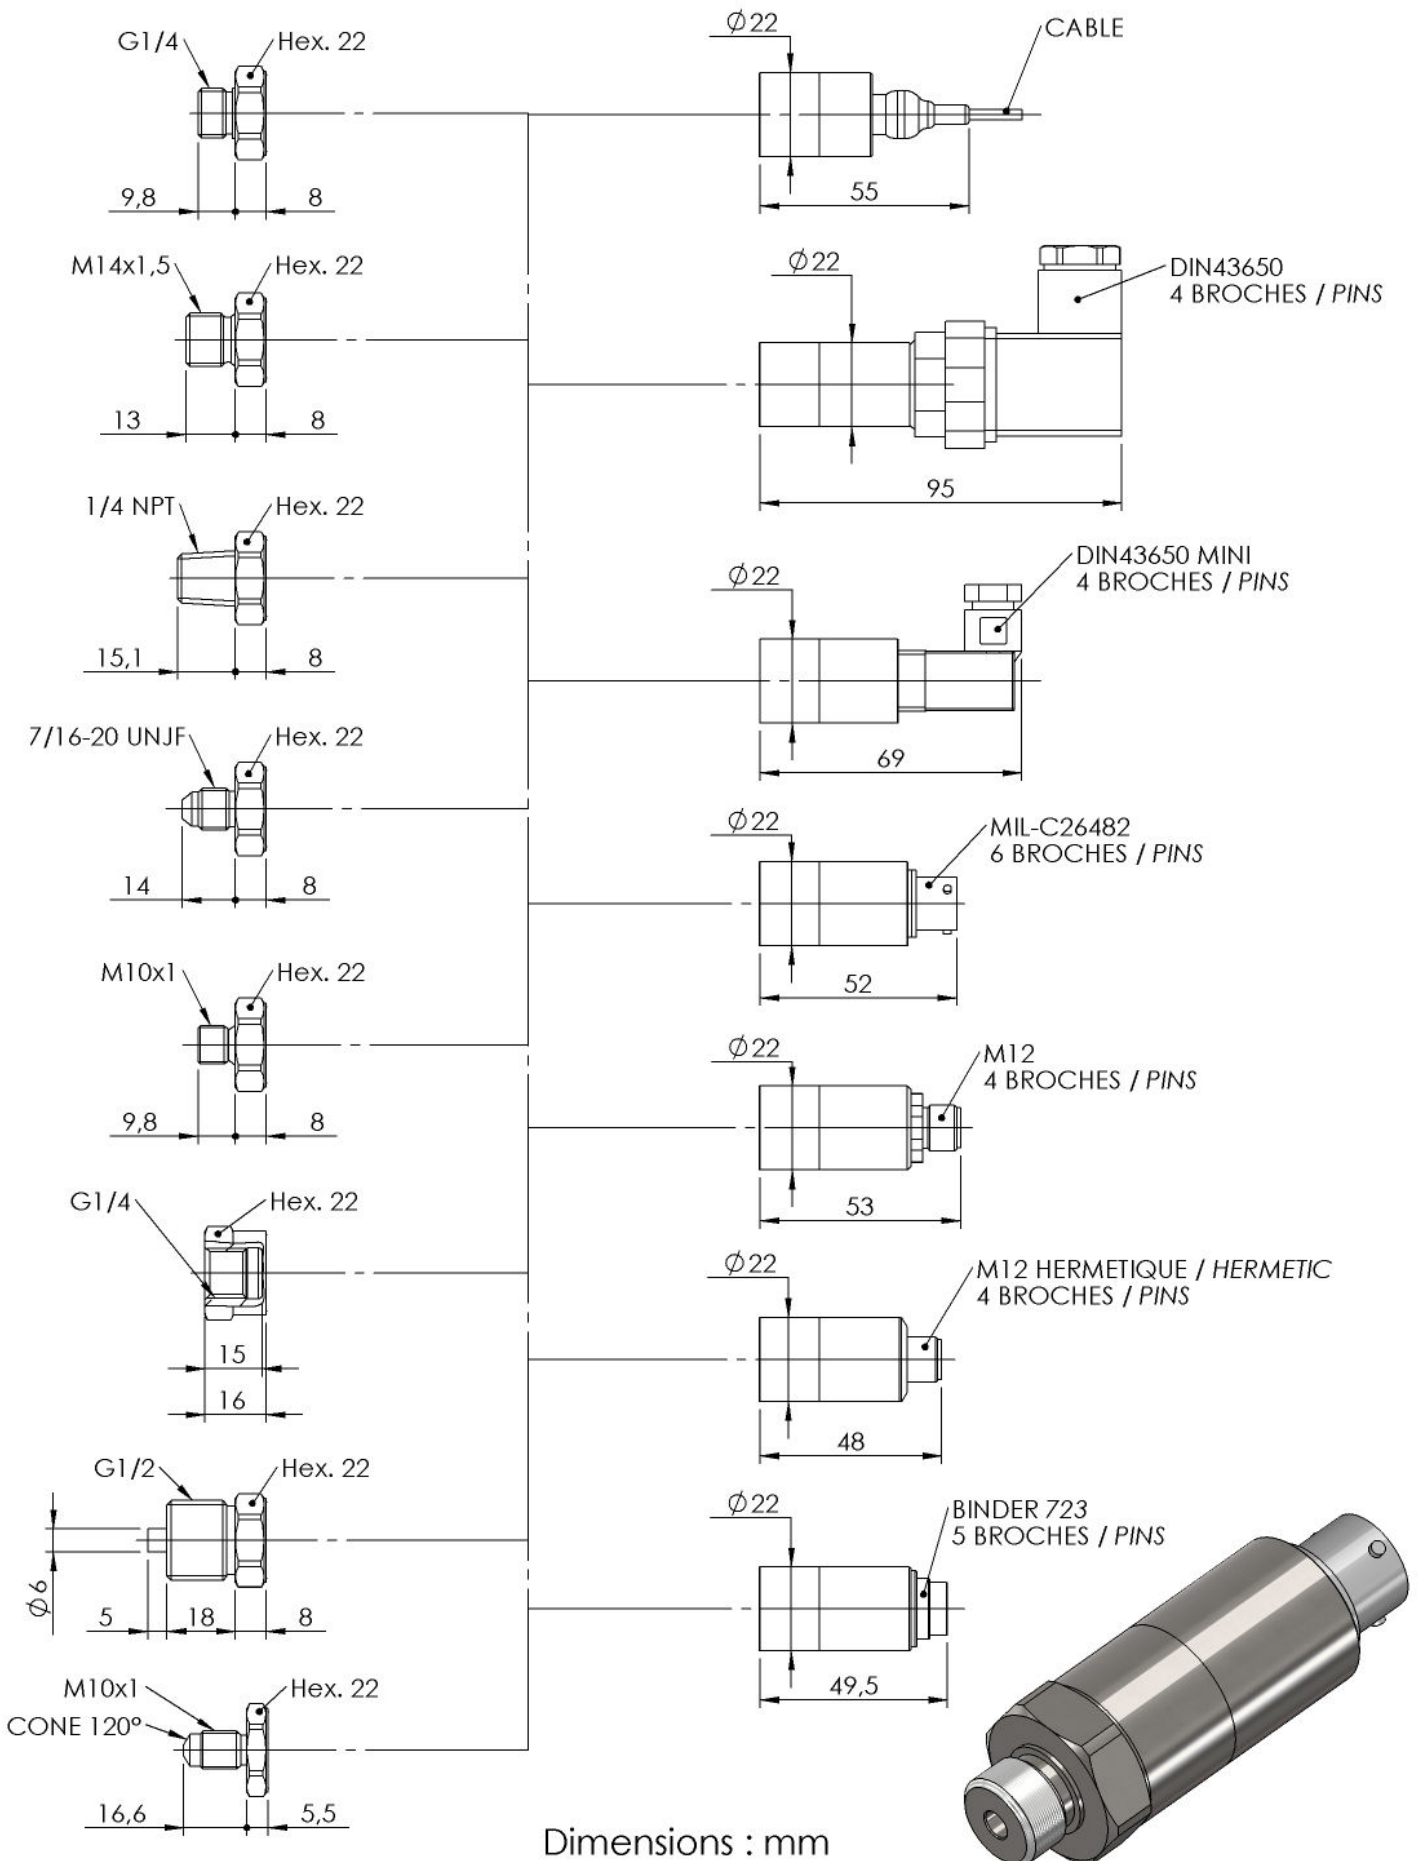 G1/4
Hex. 22
9,8
8
M14x1,5
Hex. 22
13
8
1/4 NPT
Hex. 22
15,1
8
7/16-20 UNJF
Hex. 22
14
8
M10x1
Hex. 22
9,8
8
G1/4
Hex. 22
15
16
G1/2
Hex. 22
Ø6
5
18
8
M10x1
Hex. 22
CONE 120°
16,6
5,5
Ø22
CABLE
55
Ø22
DIN43650
4 BROCHES / PINS
95
Ø22
DIN43650 MINI
4 BROCHES / PINS
69
Ø22
MIL-C26482
6 BROCHES / PINS
52
Ø22
M12
4 BROCHES / PINS
53
Ø22
M12 HERMETIQUE / HERMETIC
4 BROCHES / PINS
48
Ø22
BINDER 723
5 BROCHES / PINS
49,5
Dimensions : mm